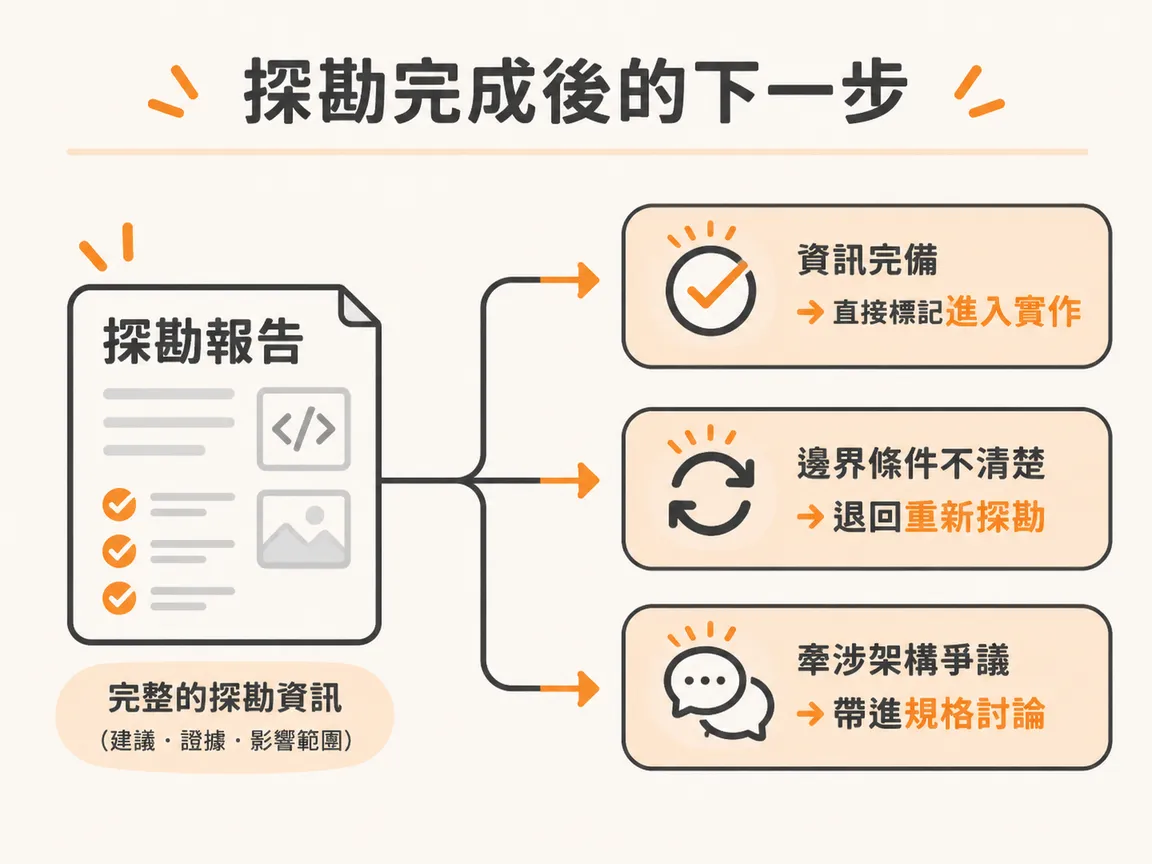 探勘完成後的下一步
探勘報告
</>
完整的探勘資訊
（建議・證據・影響範圍）
資訊完備
→ 直接標記進入實作
邊界條件不清楚
→ 退回重新探勘
牽涉架構爭議
→ 帶進規格討論